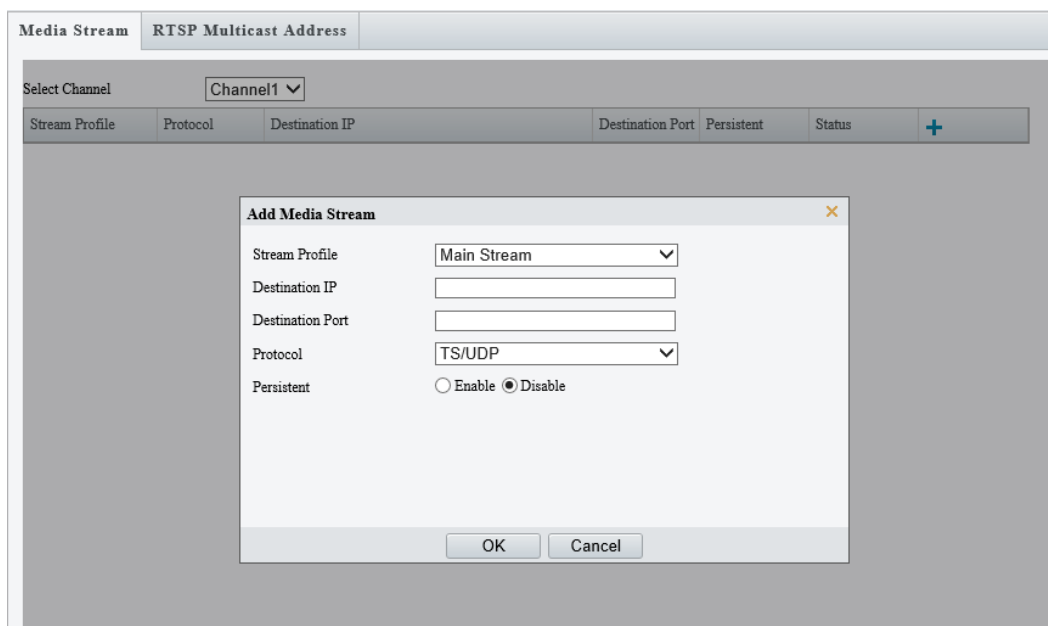 Media Stream RTSP Multicast Address
Select Channel Channel1
Stream Profile Protocol Destination IP Destination Port Persistent Status
Add Media Stream
Stream Profile Main Stream
Destination IP
Destination Port
Protocol TS/UDP
Persistent Enable Disable
OK Cancel